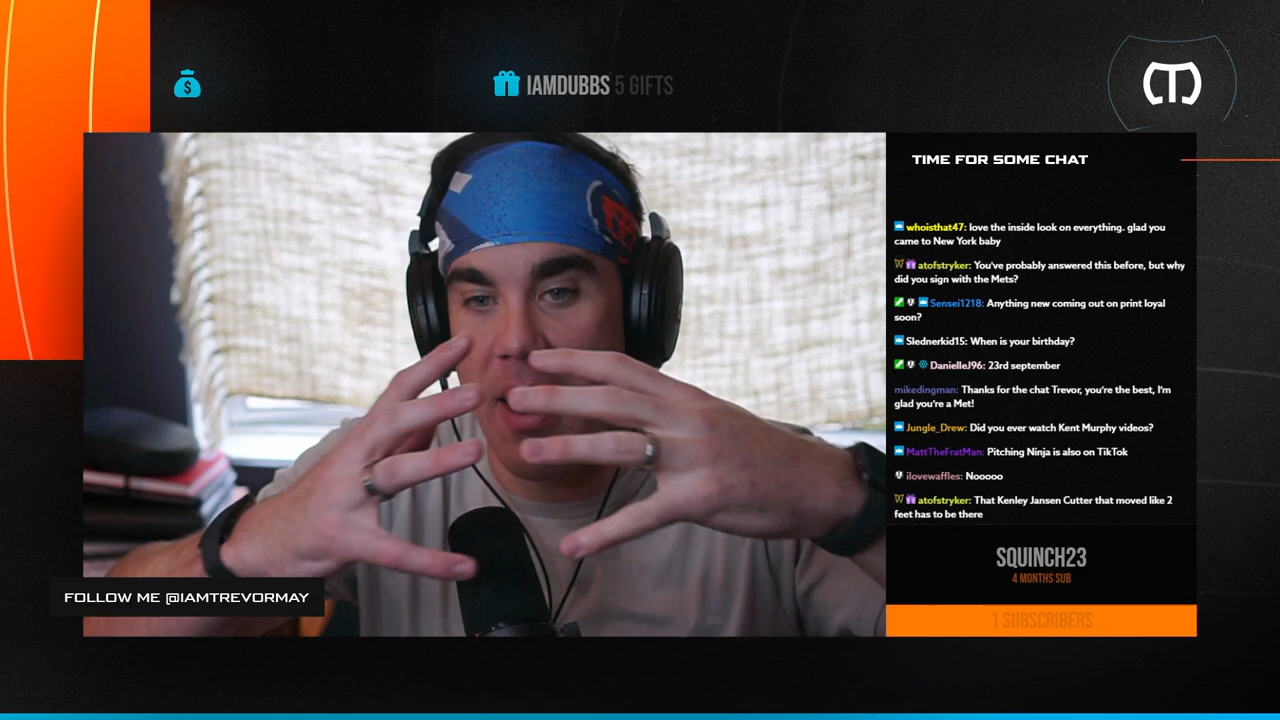 IAMDUBBS 5 GIFTS
TIME FOR SOME CHAT
whoisthat47: love the inside look on everything. glad you
came to New York baby
atofstryker: You've probably answered this before, but why
did you sign with the Mets?
Sensei1218: Anything new coming out on print loyal
soon?
Slednerkid15: When is your birthday?
DanielleJ96: 23rd september
mikedingman: Thanks for the chat Trevor, you're the best, I'm
glad you're a Met!
Jungle_Drew: Did you ever watch Kent Murphy videos?
MattTheFratMan: Pitching Ninja is also on TikTok
ilovewaffles: Nooooo
atofstryker: That Kenley Jansen Cutter that moved like 2
feet has to be there
SQUINCH23
4 MONTHS SUB
1 SUBSCRIBERS
FOLLOW ME @IAMTREVORMAY